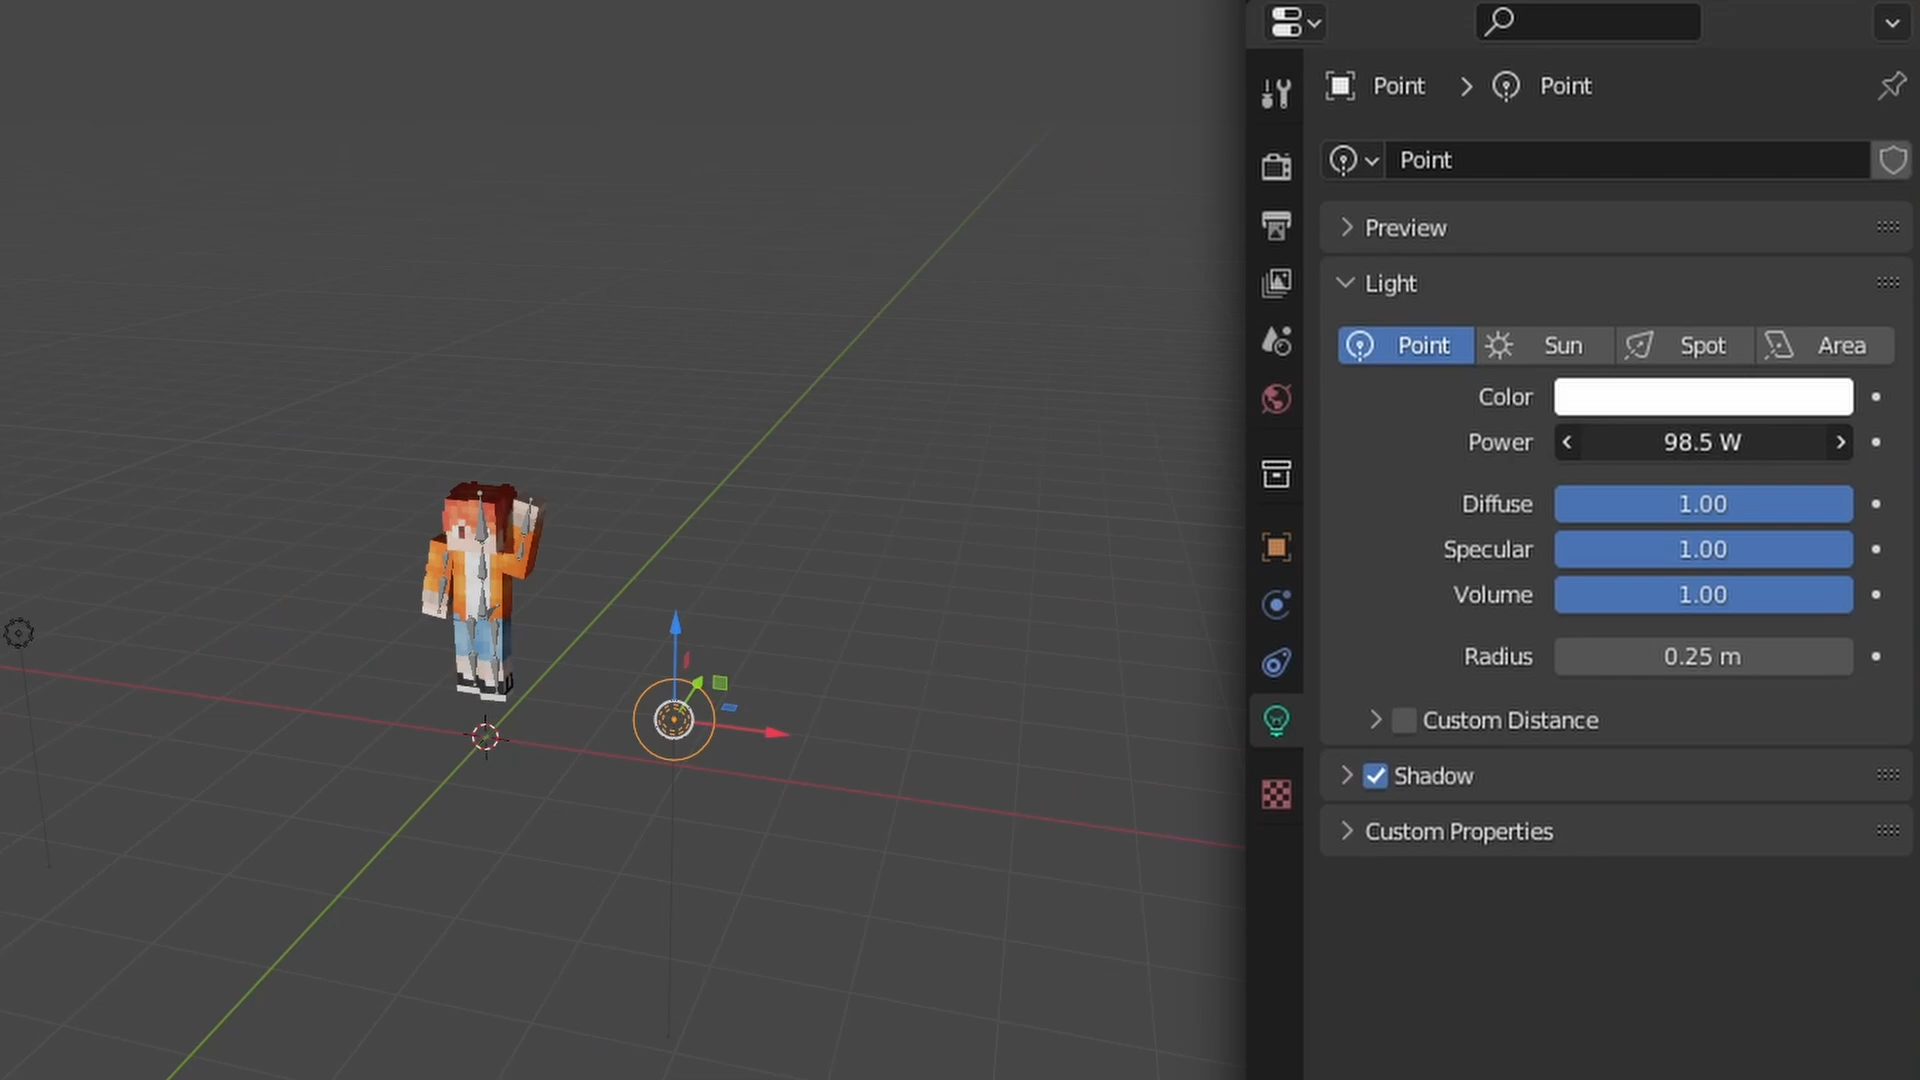 Point Point
Point
Preview
Light
Point Sun Spot Area
Color
Power 98.5 W
Diffuse 1.00
Specular 1.00
Volume 1.00
Radius 0.25 m
Custom Distance
Shadow
Custom Properties